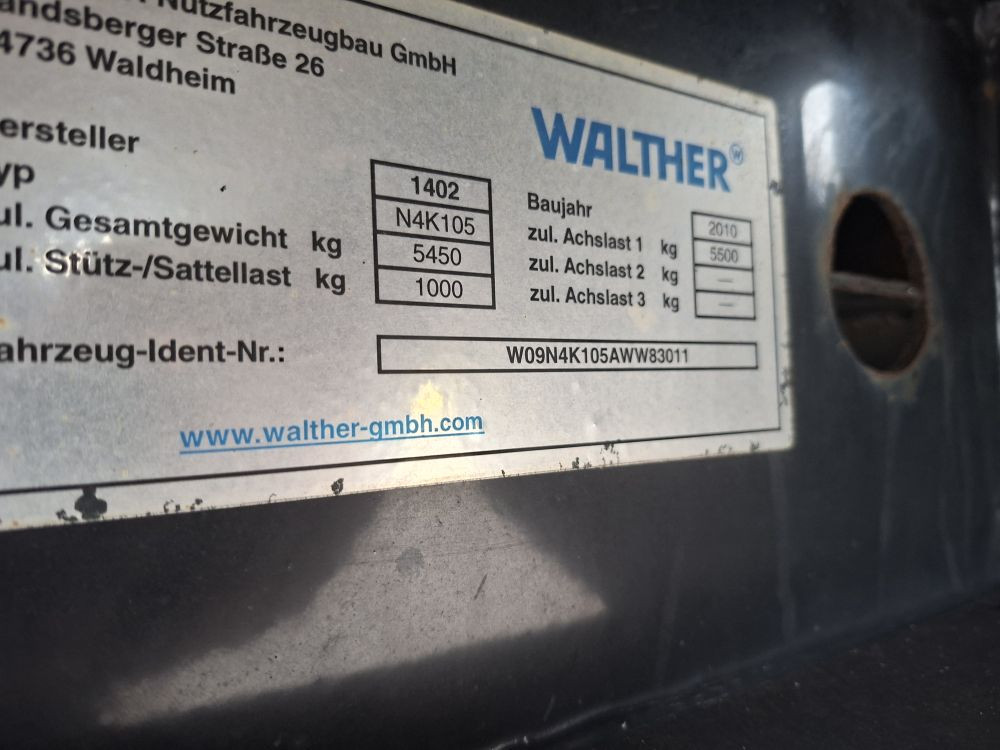 Nutzfahrzeugbau GmbH
andsberger Straße 26
4736 Waldheim
WALTHER
ersteller 1402
yp N4K105
ul. Gesamtgewicht kg 5450
ul. Stütz-/Sattellast kg 1000
Baujahr 2010
zul. Achslast 1 kg 5500
zul. Achslast 2 kg —
zul. Achslast 3 kg —
ahrzeug-Ident-Nr.: W09N4K105AWW83011
www.walther-gmbh.com